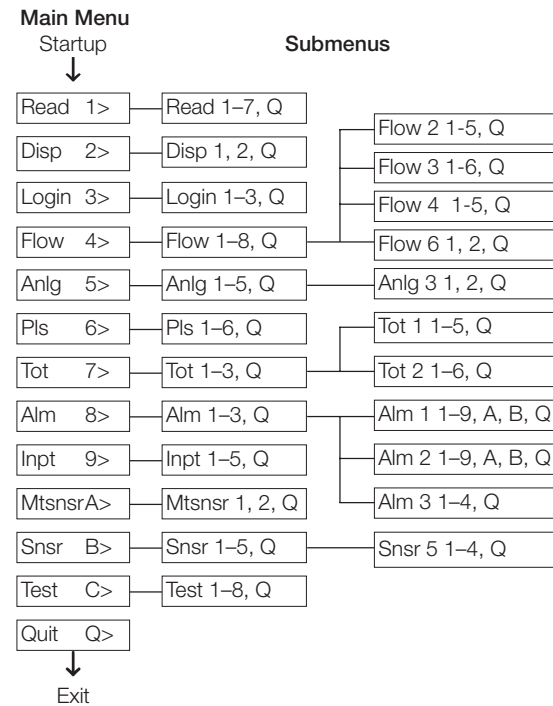 Main Menu
Startup
Submenus
Read 1> Read 1–7, Q
Flow 2 1-5, Q
Disp 2> Disp 1, 2, Q
Flow 3 1-6, Q
Login 3> Login 1–3, Q
Flow 4 1-5, Q
Flow 4> Flow 1–8, Q Flow 6 1, 2, Q
Anlg 5> Anlg 1–5, Q Anlg 3 1, 2, Q
Pls 6> Pls 1–6, Q Tot 1 1–5, Q
Tot 7> Tot 1–3, Q Tot 2 1–6, Q
Alm 8> Alm 1–3, Q Alm 1 1–9, A, B, Q
Inpt 9> Inpt 1–5, Q Alm 2 1–9, A, B, Q
MtsnsrA> Mtsnsr 1, 2, Q Alm 3 1–4, Q
Snsr B> Snsr 1–5, Q Snsr 5 1–4, Q
Test C> Test 1–8, Q
Quit Q>
Exit